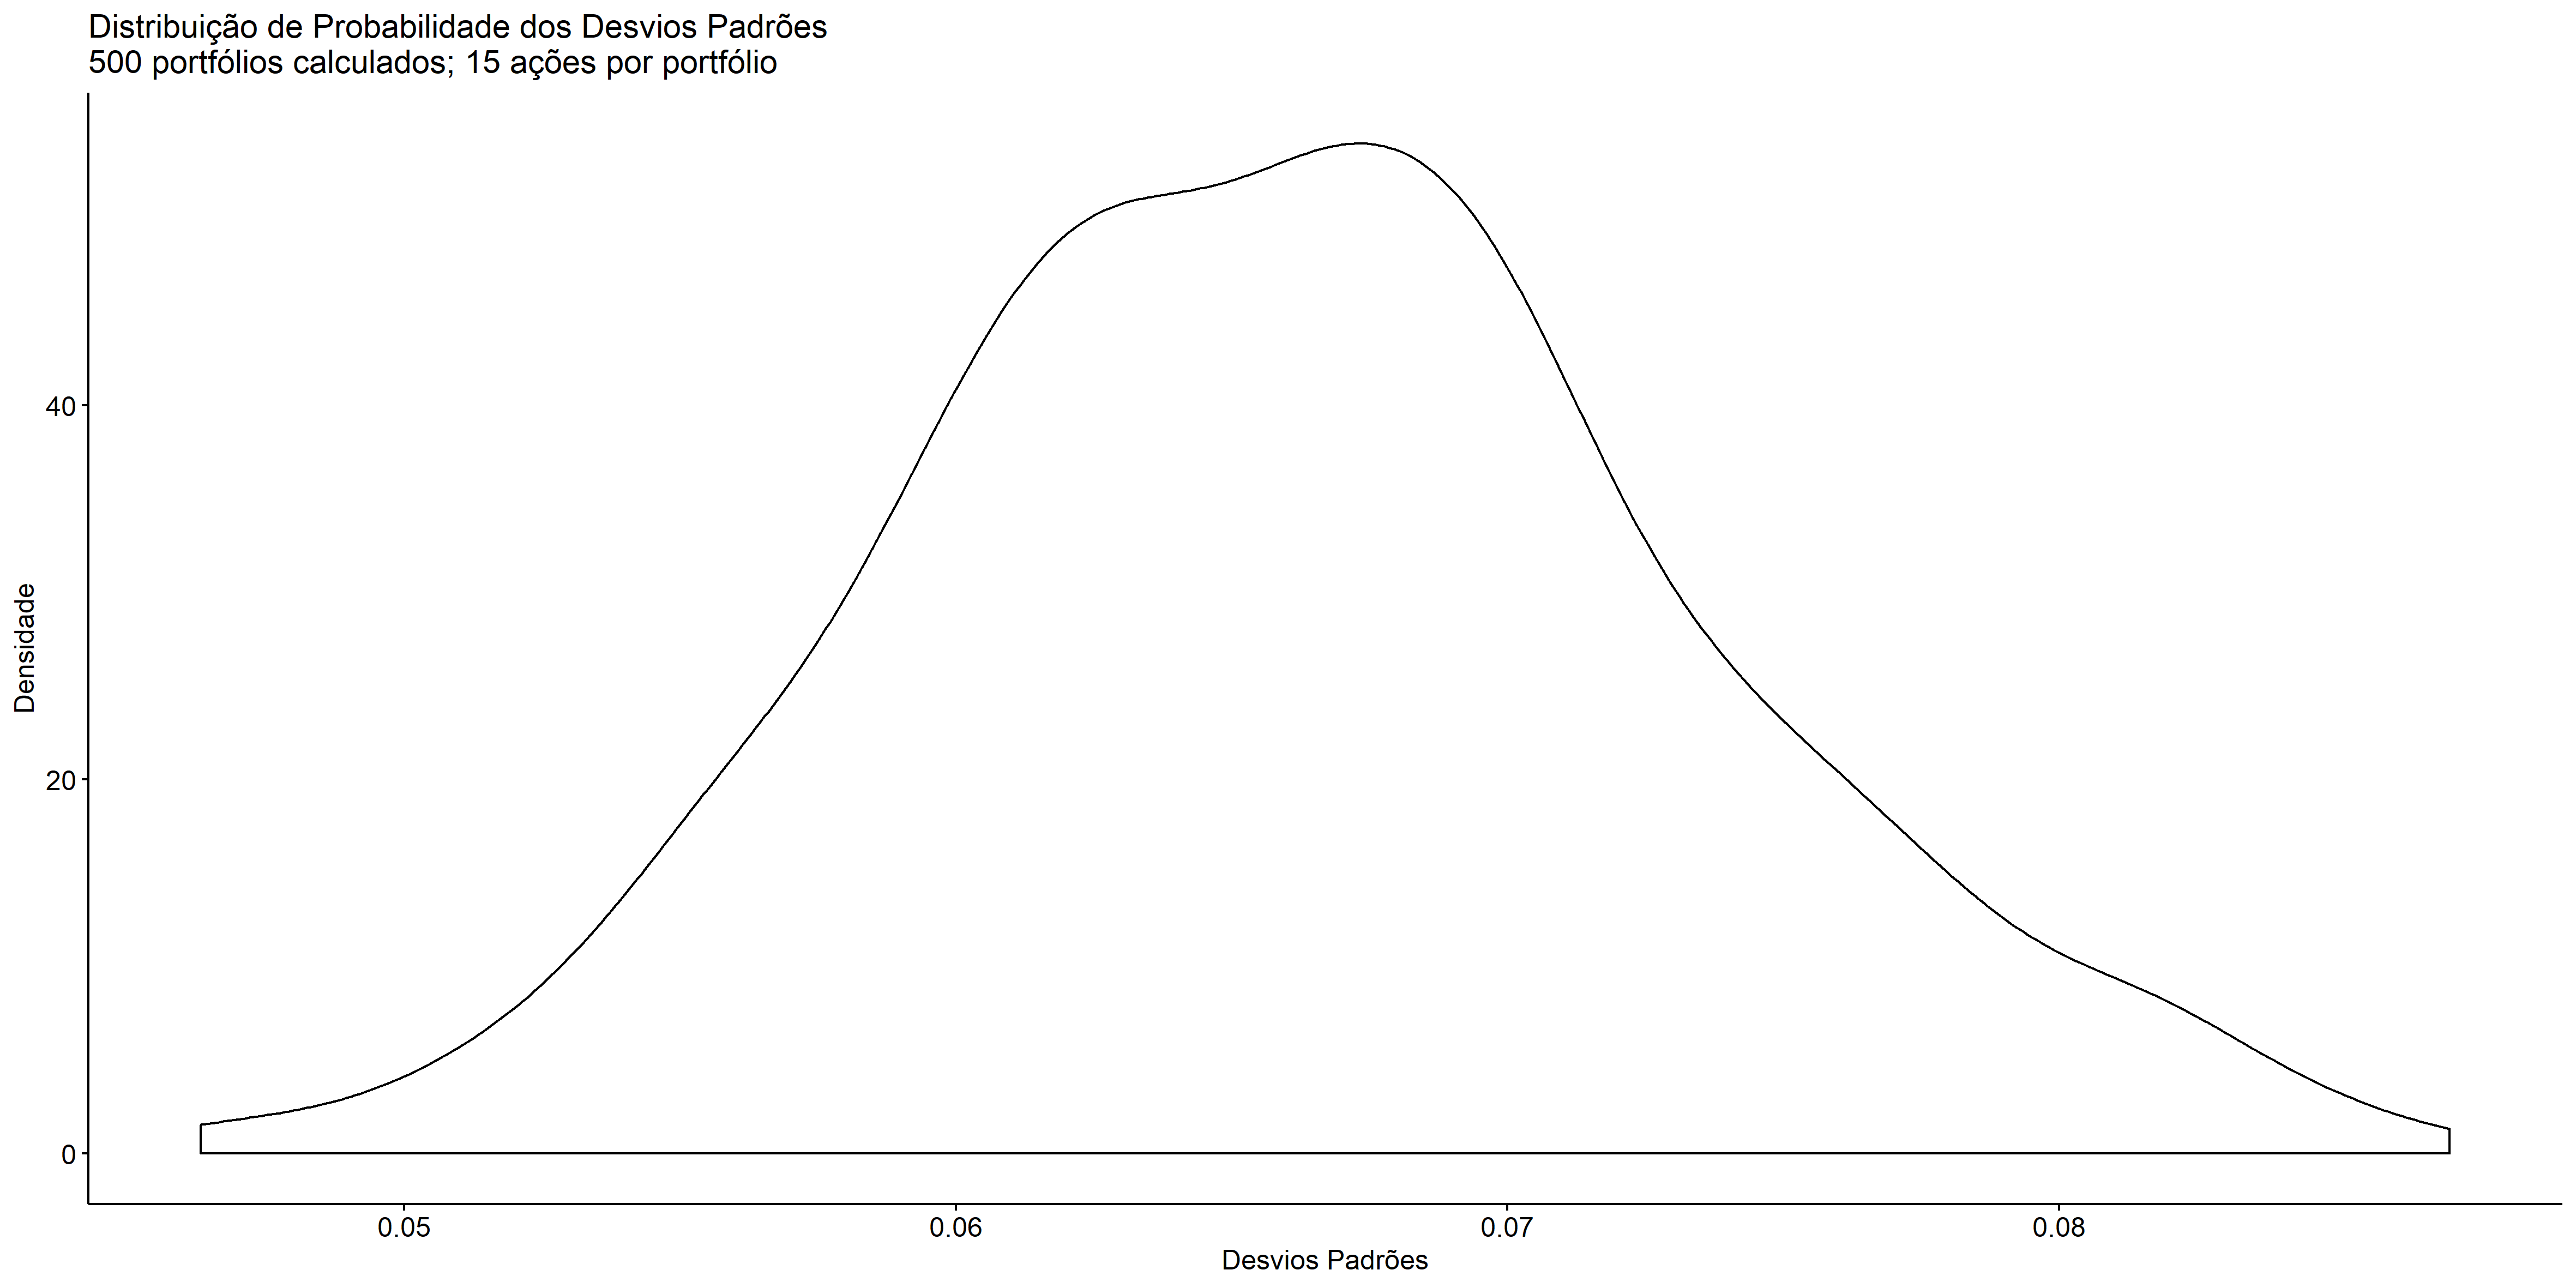 Distribuição de Probabilidade dos Desvios Padrões
500 portfólios calculados; 15 ações por portfólio
Densidade
40
20
0
0.05
0.06
0.07
0.08
Desvios Padrões